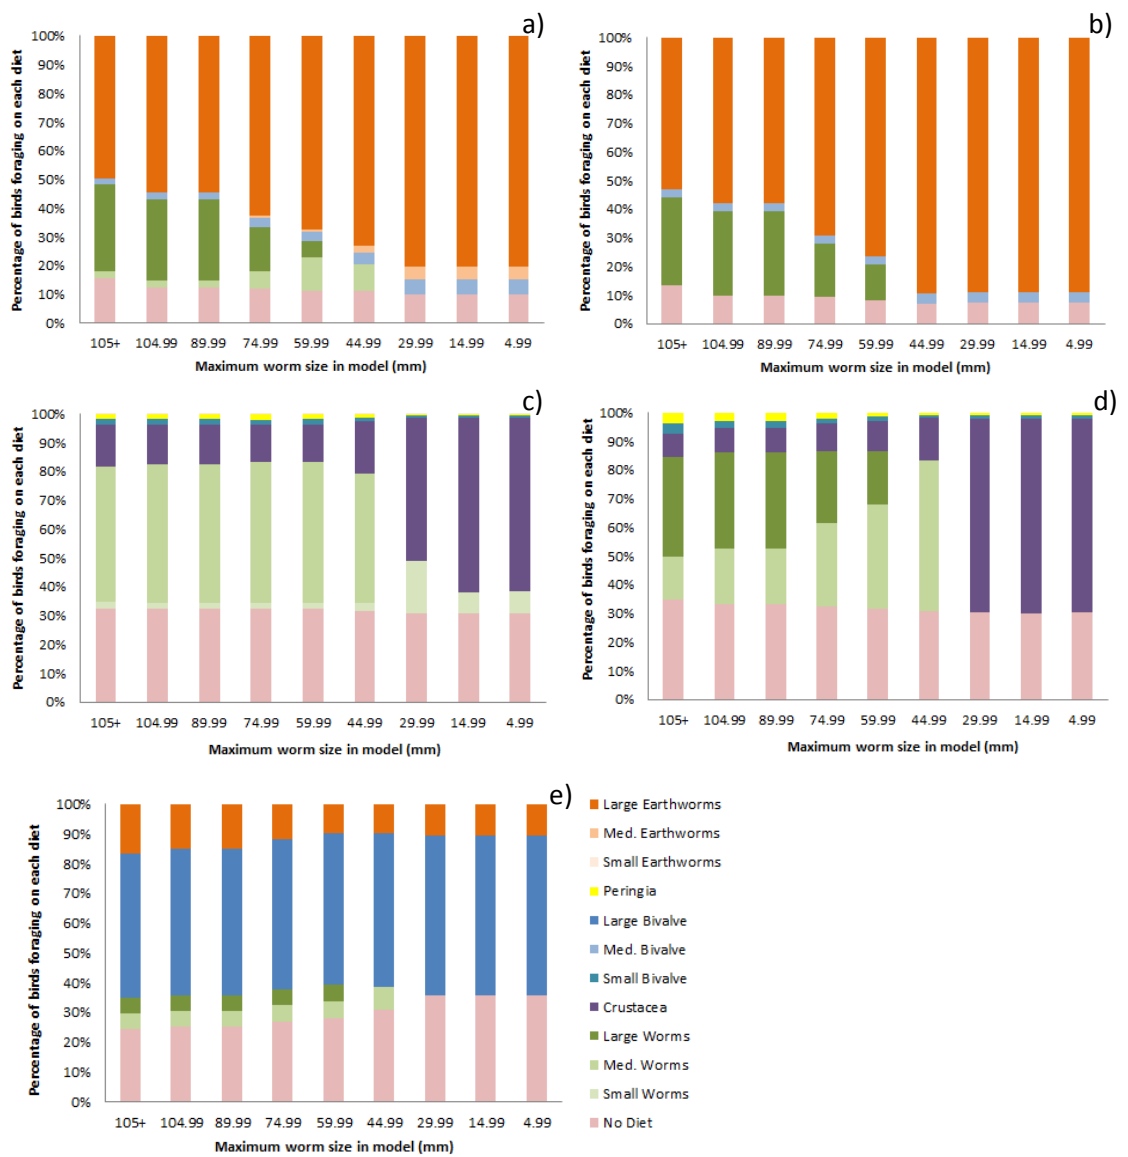 a)
Percentage of birds foraging on each diet
100%
90%
80%
70%
60%
50%
40%
30%
20%
10%
0%
105+ 104.99 89.99 74.99 59.99 44.99 29.99 14.99 4.99
Maximum worm size in model (mm)
b)
Percentage of birds foraging on each diet
100%
90%
80%
70%
60%
50%
40%
30%
20%
10%
0%
105+ 104.99 89.99 74.99 59.99 44.99 29.99 14.99 4.99
Maximum worm size in model (mm)
c)
Percentage of birds foraging on each diet
100%
90%
80%
70%
60%
50%
40%
30%
20%
10%
0%
105+ 104.99 89.99 74.99 59.99 44.99 29.99 14.99 4.99
Maximum worm size in model (mm)
d)
Percentage of birds foraging on each diet
100%
90%
80%
70%
60%
50%
40%
30%
20%
10%
0%
105+ 104.99 89.99 74.99 59.99 44.99 29.99 14.99 4.99
Maximum worm size in model (mm)
e)
Percentage of birds foraging on each diet
100%
90%
80%
70%
60%
50%
40%
30%
20%
10%
0%
105+ 104.99 89.99 74.99 59.99 44.99 29.99 14.99 4.99
Maximum worm size in model (mm)
Large Earthworms
Med. Earthworms
Small Earthworms
Peringia
Large Bivalve
Med. Bivalve
Small Bivalve
Crustacea
Large Worms
Med. Worms
Small Worms
No Diet